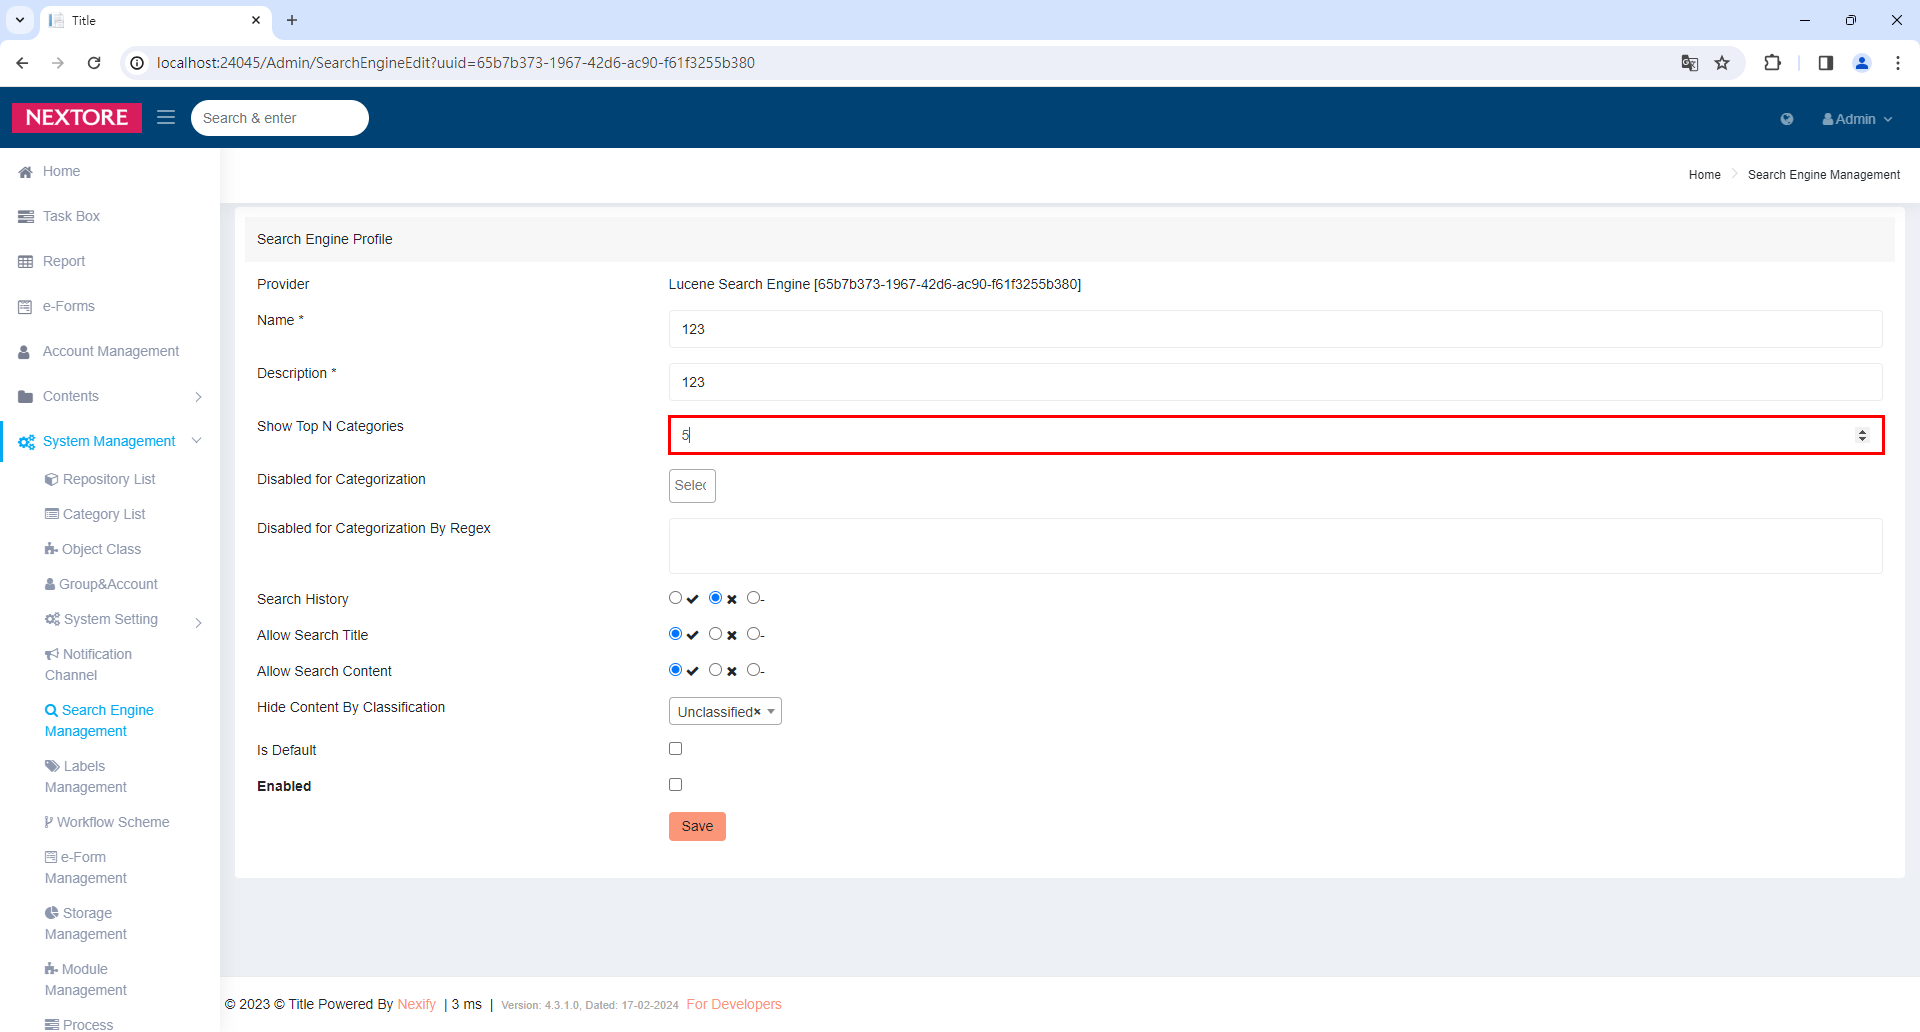 Title
localhost:24045/Admin/SearchEngineEdit?uuid=65b7b373-1967-42d6-ac90-f61f3255b380
NEXTORE
Search & enter
Admin
Home
Task Box
Report
e-Forms
Account Management
Contents
System Management
Repository List
Category List
Object Class
Group&Account
System Setting
Notification
Channel
Search Engine
Management
Labels
Management
Workflow Scheme
e-Form
Management
Storage
Management
Module
Management
Process
Home
Search Engine Management
Search Engine Profile
Provider
Lucene Search Engine [65b7b373-1967-42d6-ac90-f61f3255b380]
Name *
123
Description *
123
Show Top N Categories
5
Disabled for Categorization
Selec
Disabled for Categorization By Regex
Search History
-
Allow Search Title
-
Allow Search Content
-
Hide Content By Classification
Unclassified×
Is Default
Enabled
Save
© 2023 © Title Powered By Nexify | 3 ms | Version: 4.3.1.0, Dated: 17-02-2024 For Developers